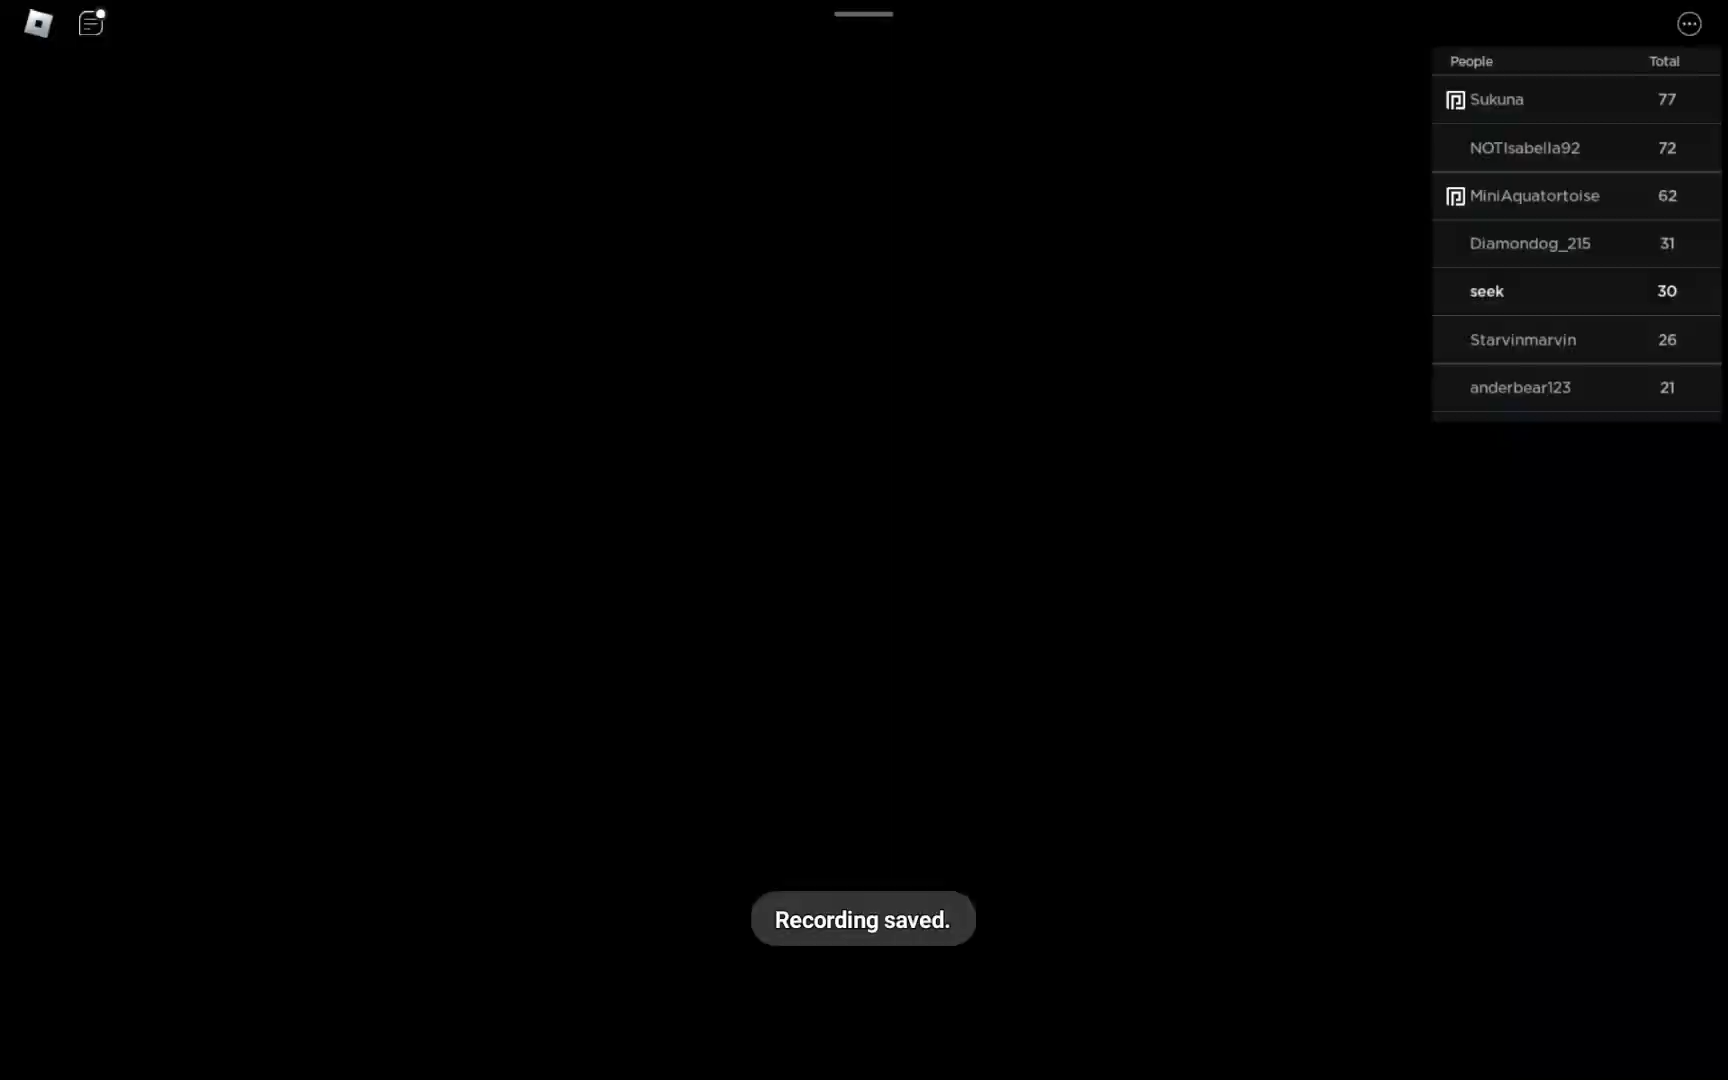 People Total
Sukuna 77
NOTIsabella92 72
MiniAquatortoise 62
Diamondog_215 31
seek 30
Starvinmarvin 26
anderbear123 21
Recording saved.